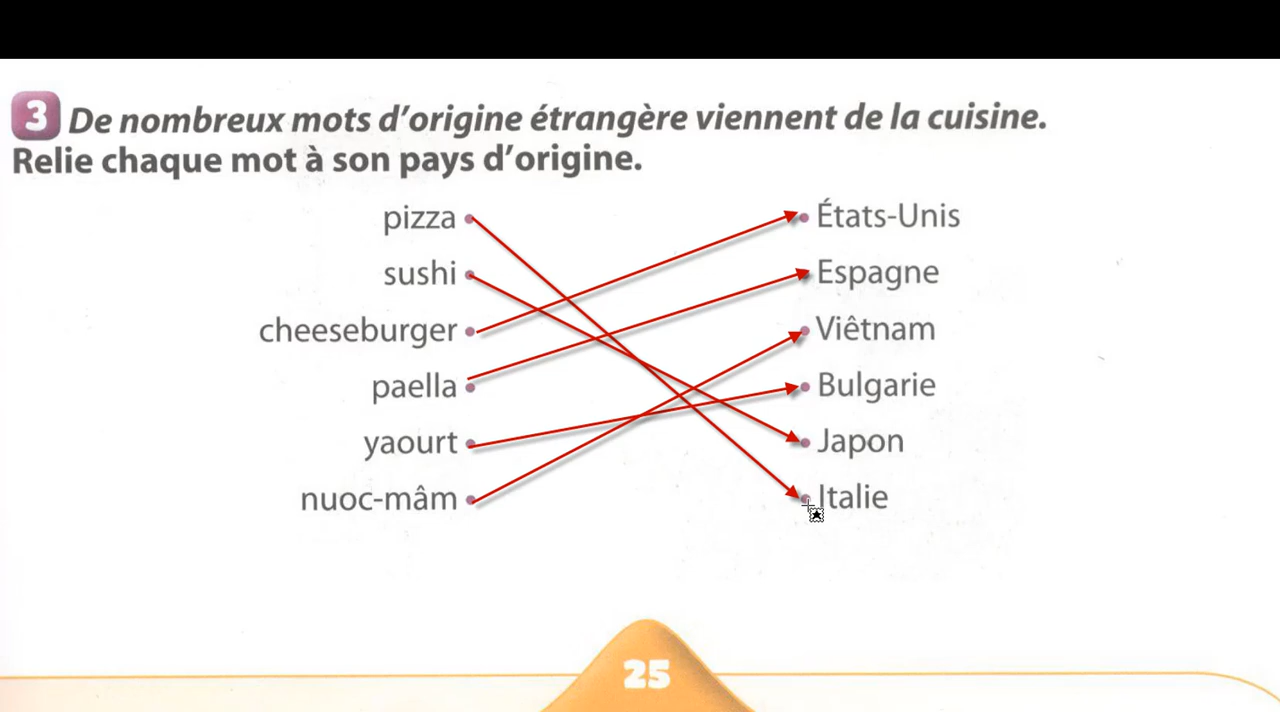 3 De nombreux mots d'origine étrangère viennent de la cuisine.
Relie chaque mot à son pays d'origine.
pizza États-Unis
sushi Espagne
cheeseburger Viêtnam
paella Bulgarie
yaourt Japon
nuoc-mâm Italie
25